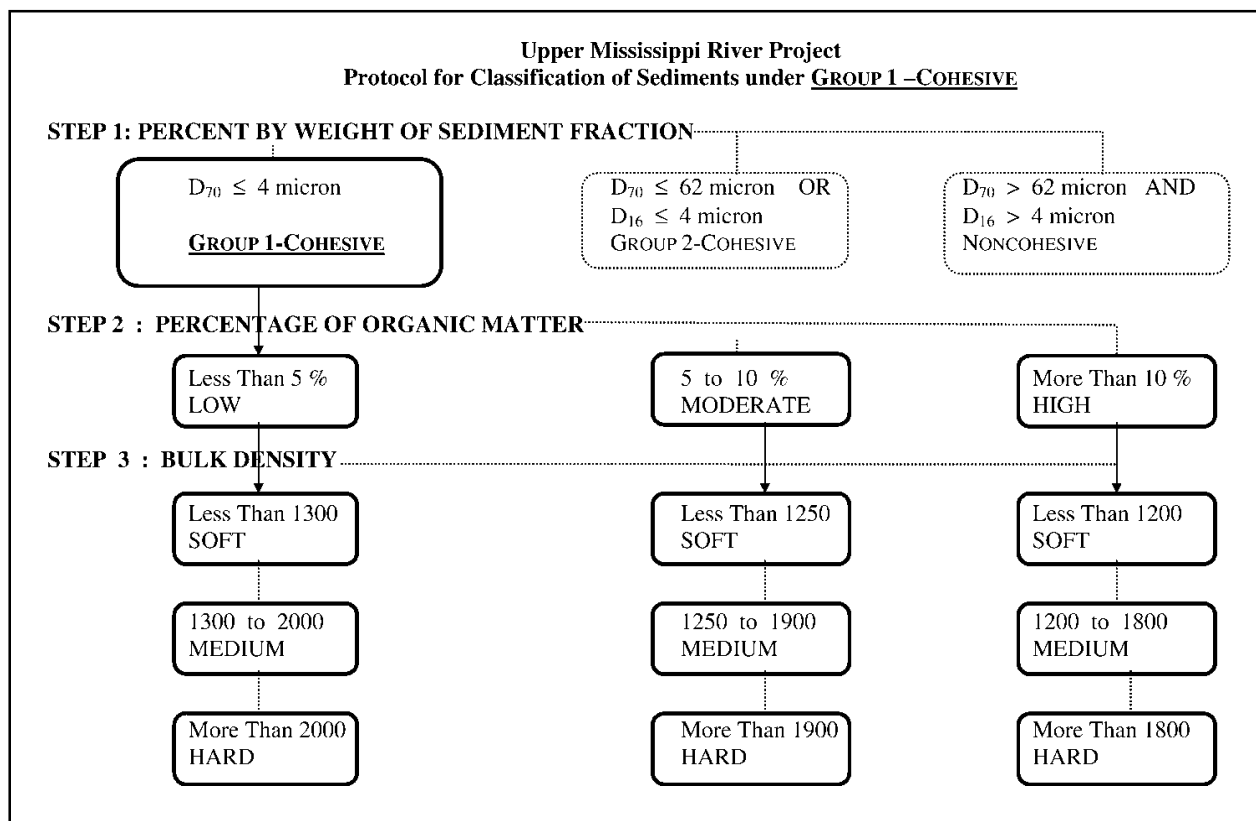 Upper Mississippi River Project
Protocol for Classification of Sediments under GROUP 1 –COHESIVE
STEP 1: PERCENT BY WEIGHT OF SEDIMENT FRACTION
D70 ≤ 4 micron
GROUP 1-COHESIVE
D70 ≤ 62 micron OR
D16 ≤ 4 micron
GROUP 2-COHESIVE
D70 > 62 micron AND
D16 > 4 micron
NONCOHESIVE
STEP 2 : PERCENTAGE OF ORGANIC MATTER
Less Than 5 %
LOW
5 to 10 %
MODERATE
More Than 10 %
HIGH
STEP 3 : BULK DENSITY
Less Than 1300
SOFT
Less Than 1250
SOFT
Less Than 1200
SOFT
1300 to 2000
MEDIUM
1250 to 1900
MEDIUM
1200 to 1800
MEDIUM
More Than 2000
HARD
More Than 1900
HARD
More Than 1800
HARD